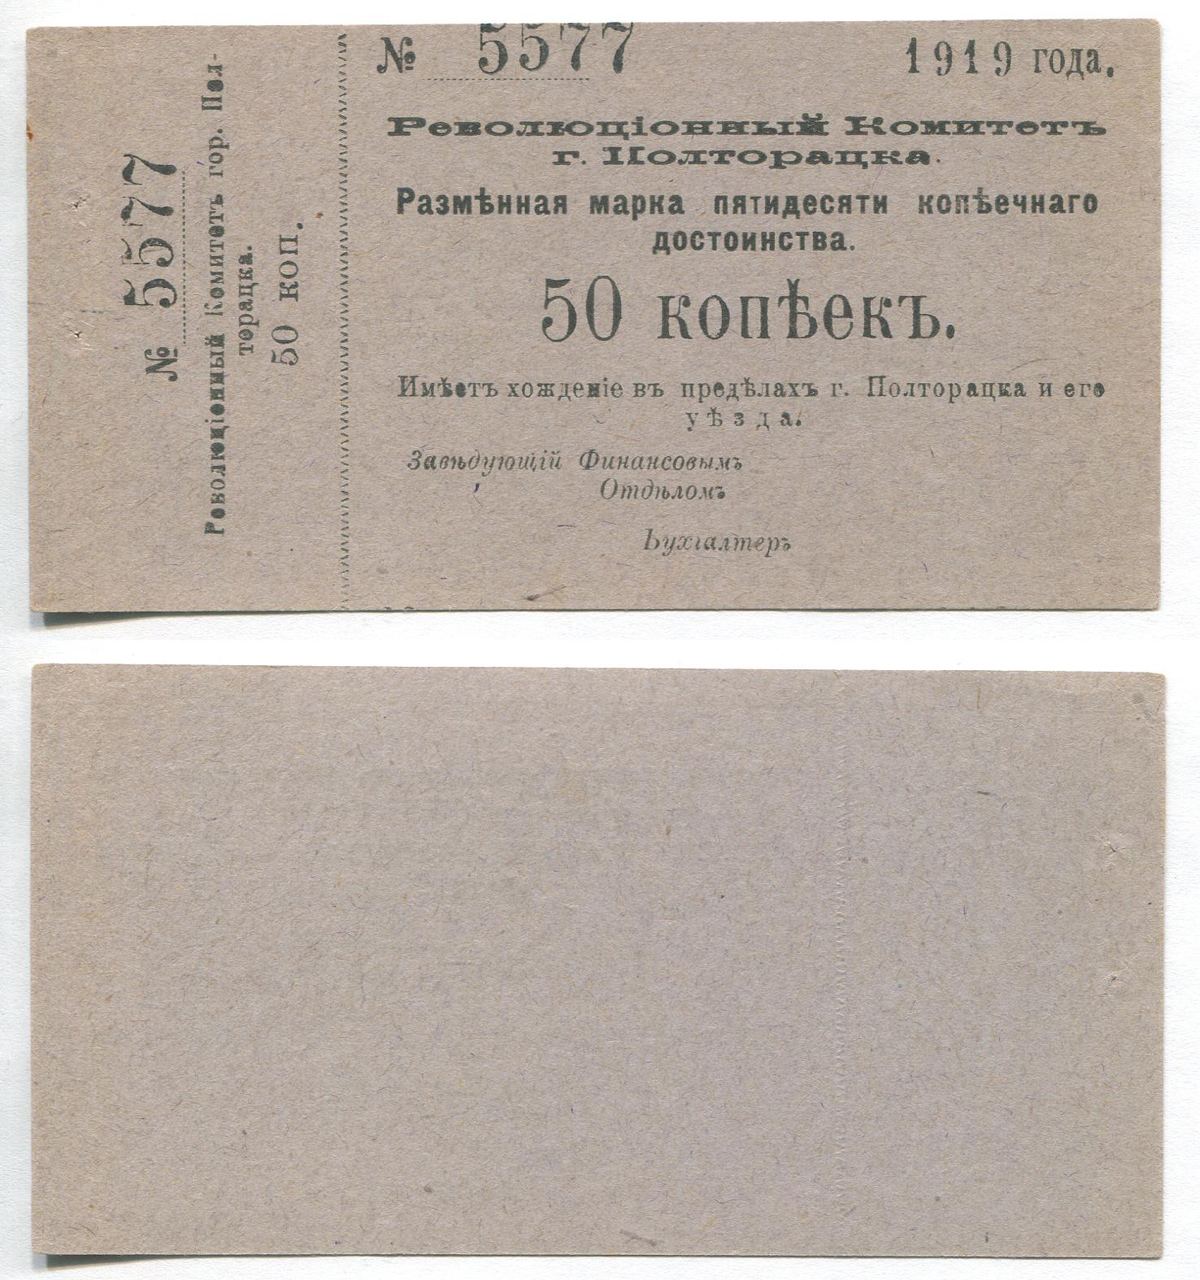 № 5577
Революціонный Комитетъ гор. Пол-
торацка.
50 коп.
№ 5577
1919 года.
Революціонный Комитетъ
г. Полторацка.
Размѣнная марка пятидесяти копѣечнаго
достоинства.
50 копѣекъ.
Имѣетъ хожденіе въ предѣлахъ г. Полторацка и его
уѣзда.
Завѣдующій Финансовымъ
Отдѣломъ
Бухгалтеръ